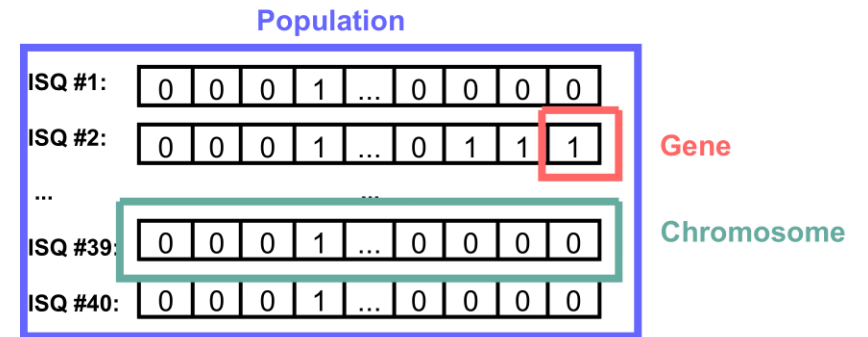 Population
ISQ #1: 0 0 0 1 ... 0 0 0 0
ISQ #2: 0 0 0 1 ... 0 1 1 1
Gene
... ...
ISQ #39: 0 0 0 1 ... 0 0 0 0
Chromosome
ISQ #40: 0 0 0 1 ... 0 0 0 0